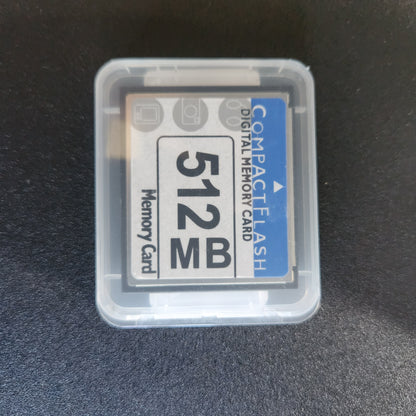 COMPACTFLASH
DIGITAL MEMORY CARD
512
MB
Memory Card